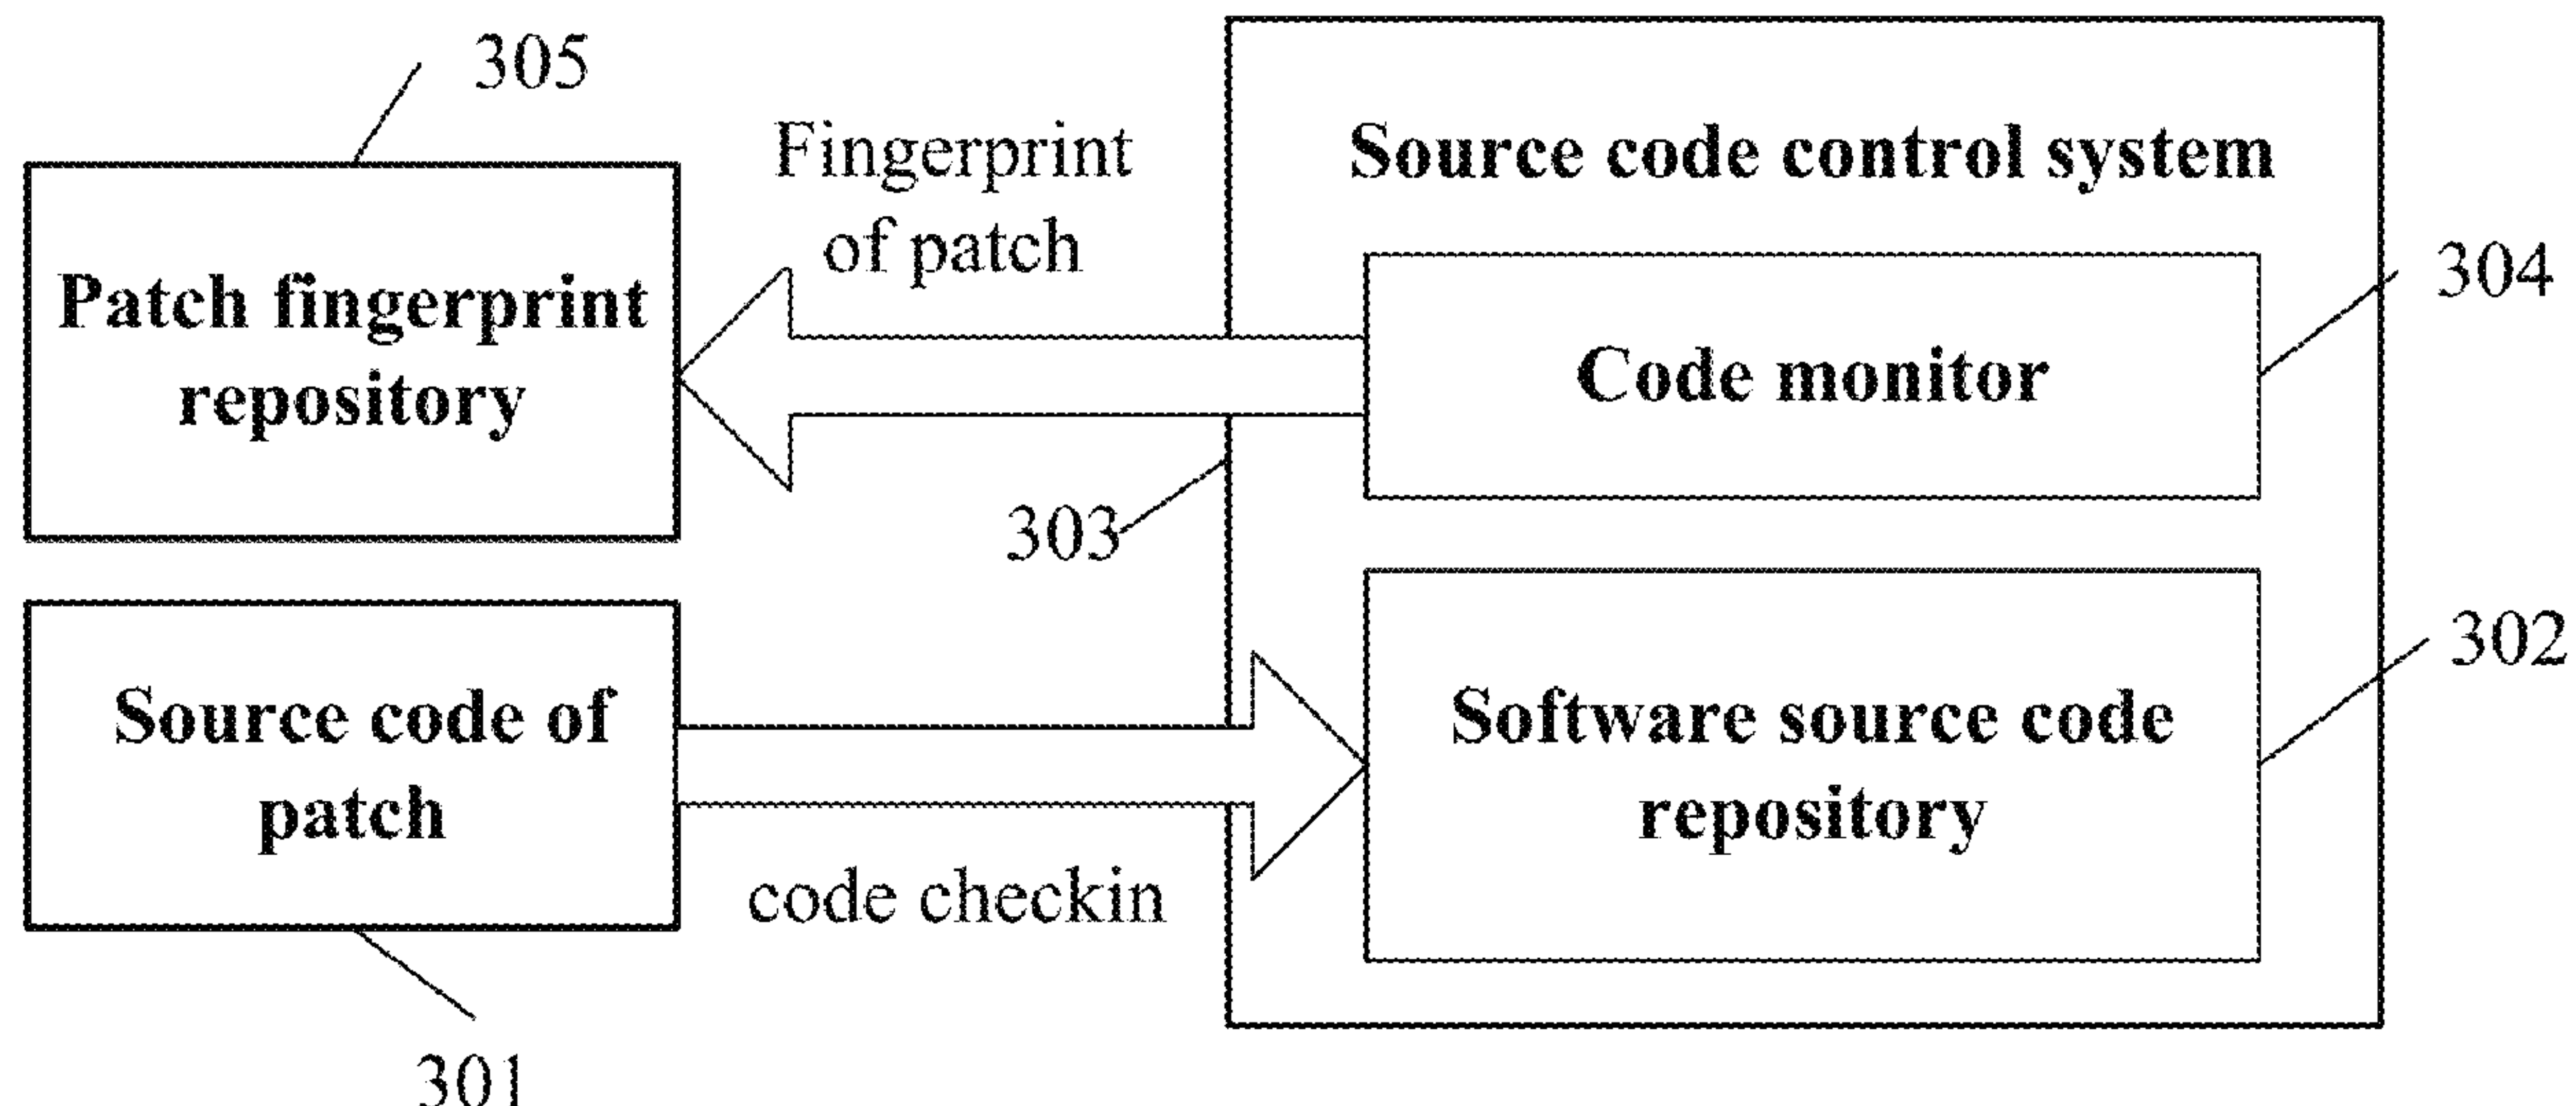 305
Fingerprint
of patch
Source code control system
Patch fingerprint
repository
Code monitor
304
303
Source code of
patch
code checkin
Software source code
repository
302
301